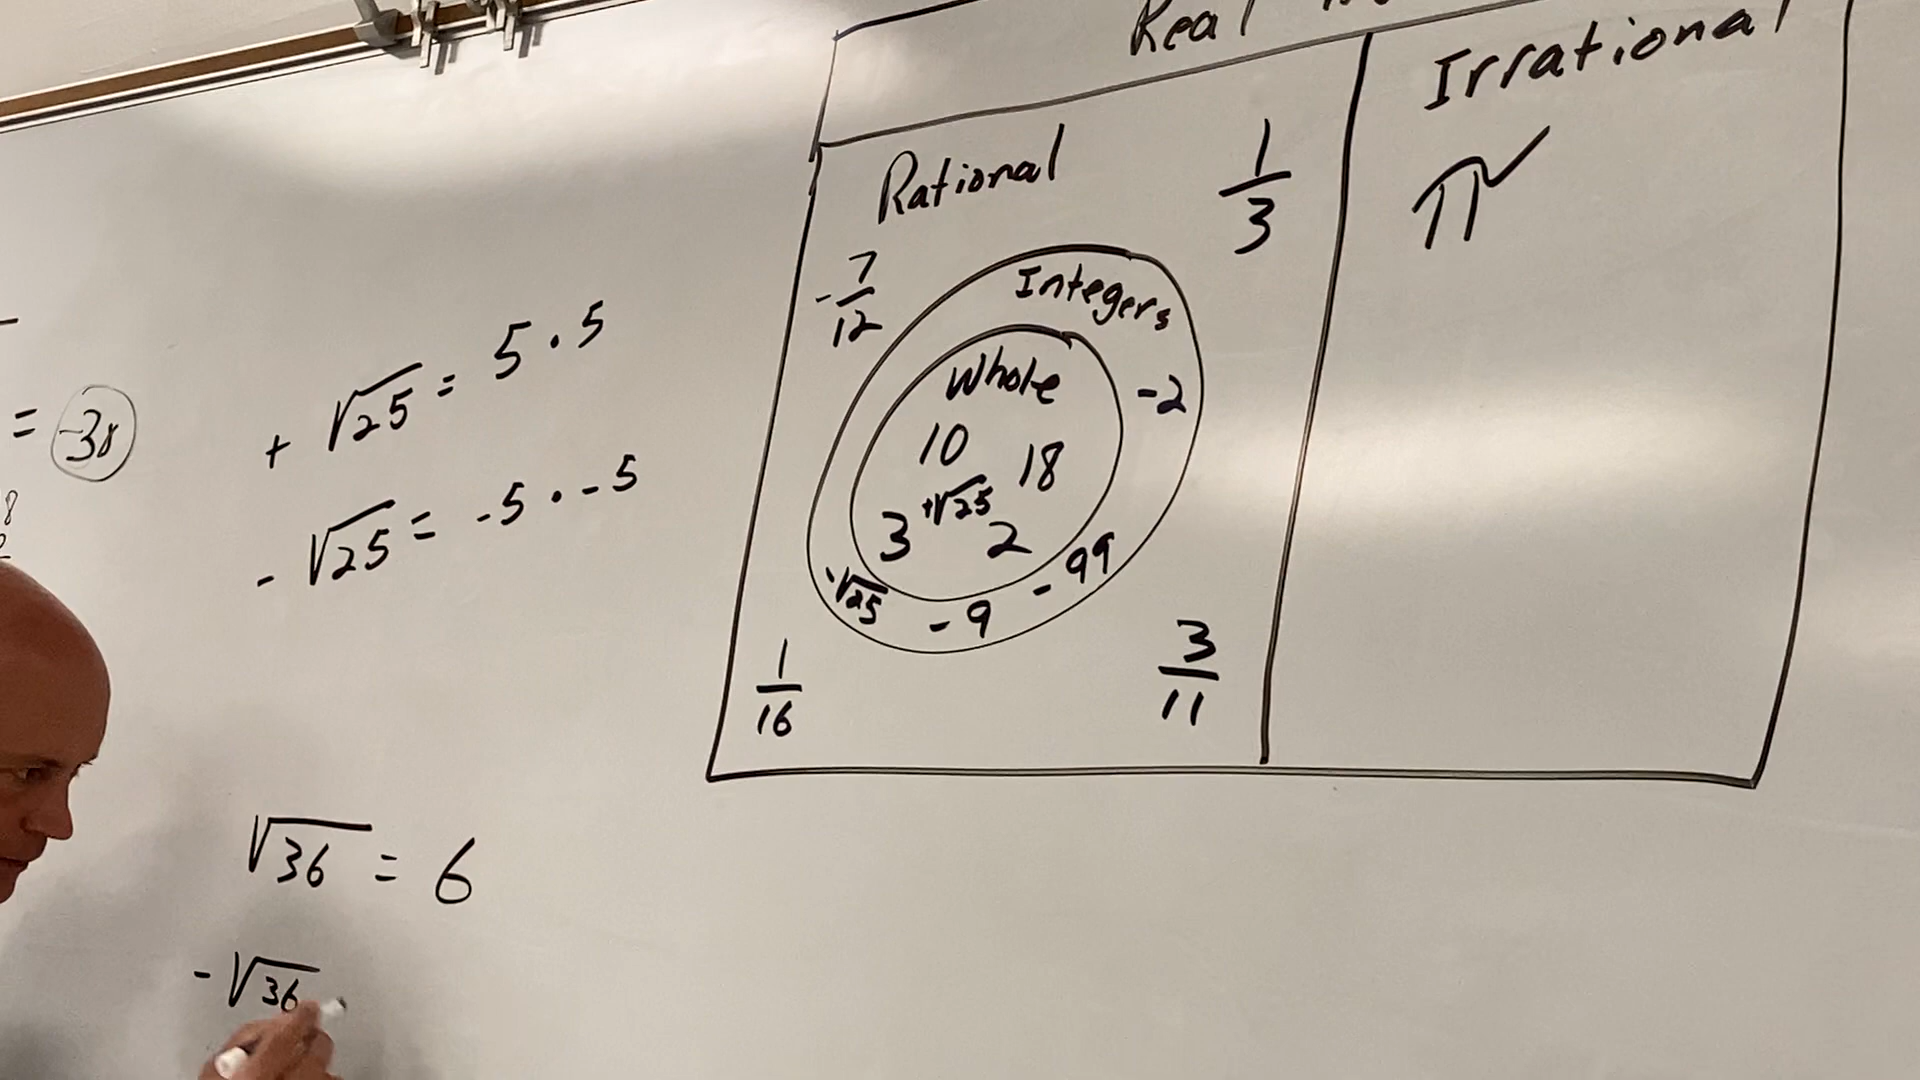 Real
Irrational
π
Rational
1/3
-7/12
Integers
Whole
-2
10
18
+√25
3
2
-99
-√25
-9
1/16
3/11
= -38
8
+ √25 = 5 · 5
- √25 = -5 · -5
√36 = 6
-√36